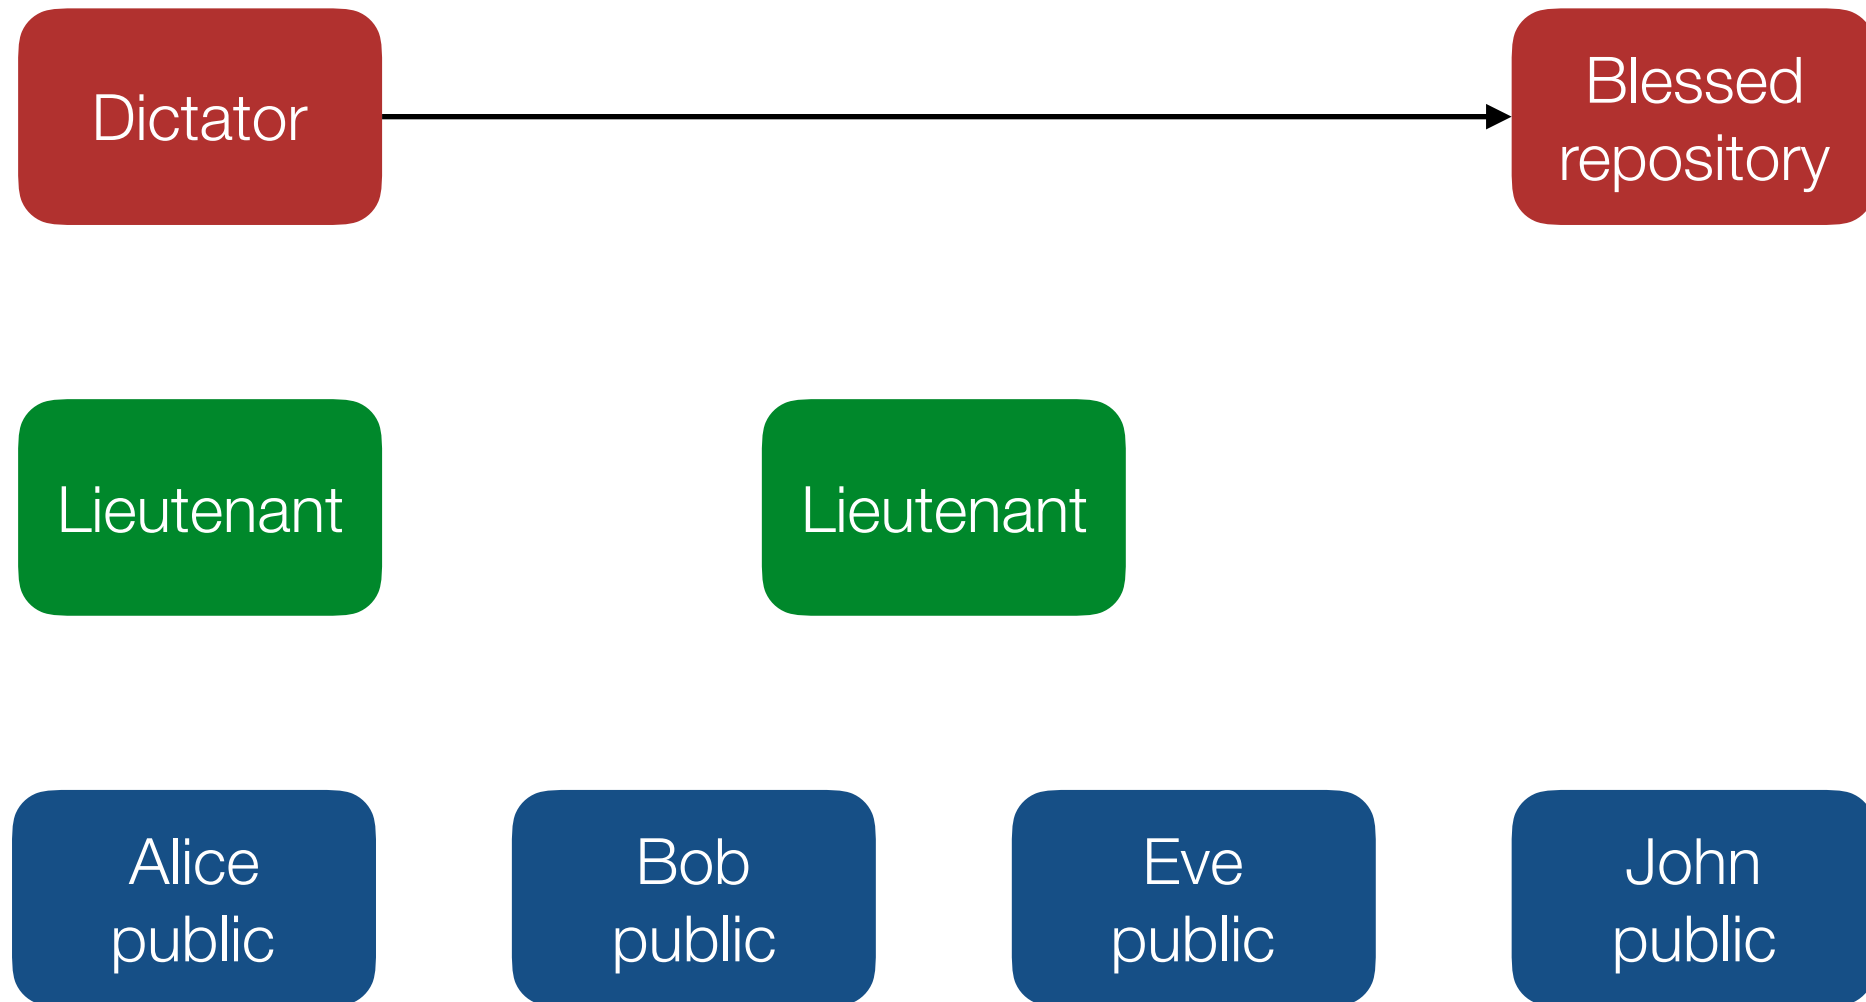 Dictator
Blessed
repository
Lieutenant
Lieutenant
Alice
public
Bob
public
Eve
public
John
public